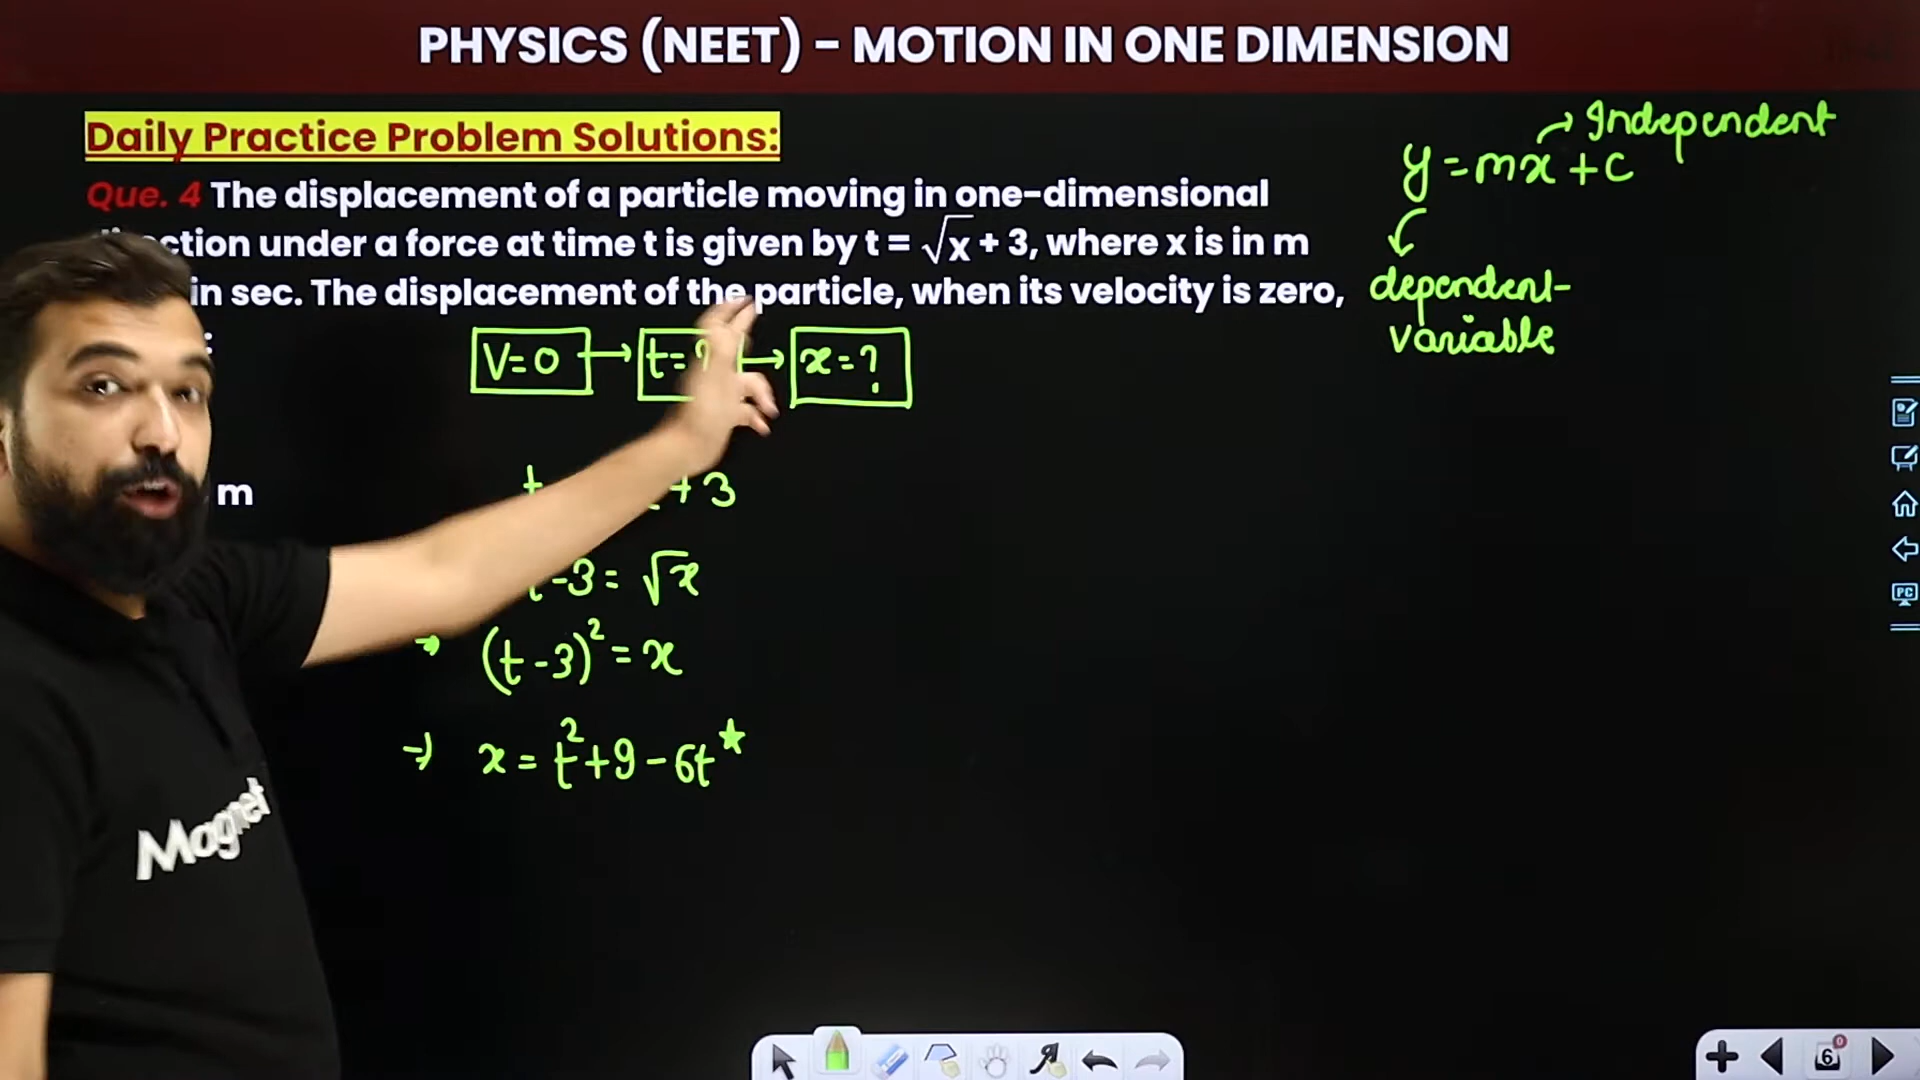 PHYSICS (NEET) - MOTION IN ONE DIMENSION
Daily Practice Problem Solutions:
Que. 4 The displacement of a particle moving in one-dimensional
ction under a force at time t is given by t = √x + 3, where x is in m
in sec. The displacement of the particle, when its velocity is zero,
:
m
V=0 → t=? → x=?
t + 3
t-3 = √x
→ (t-3)² = x
⇒ x = t²+9-6t ★
Independent
y = mx + c
dependent-
variable
Magnet
PC
6
0